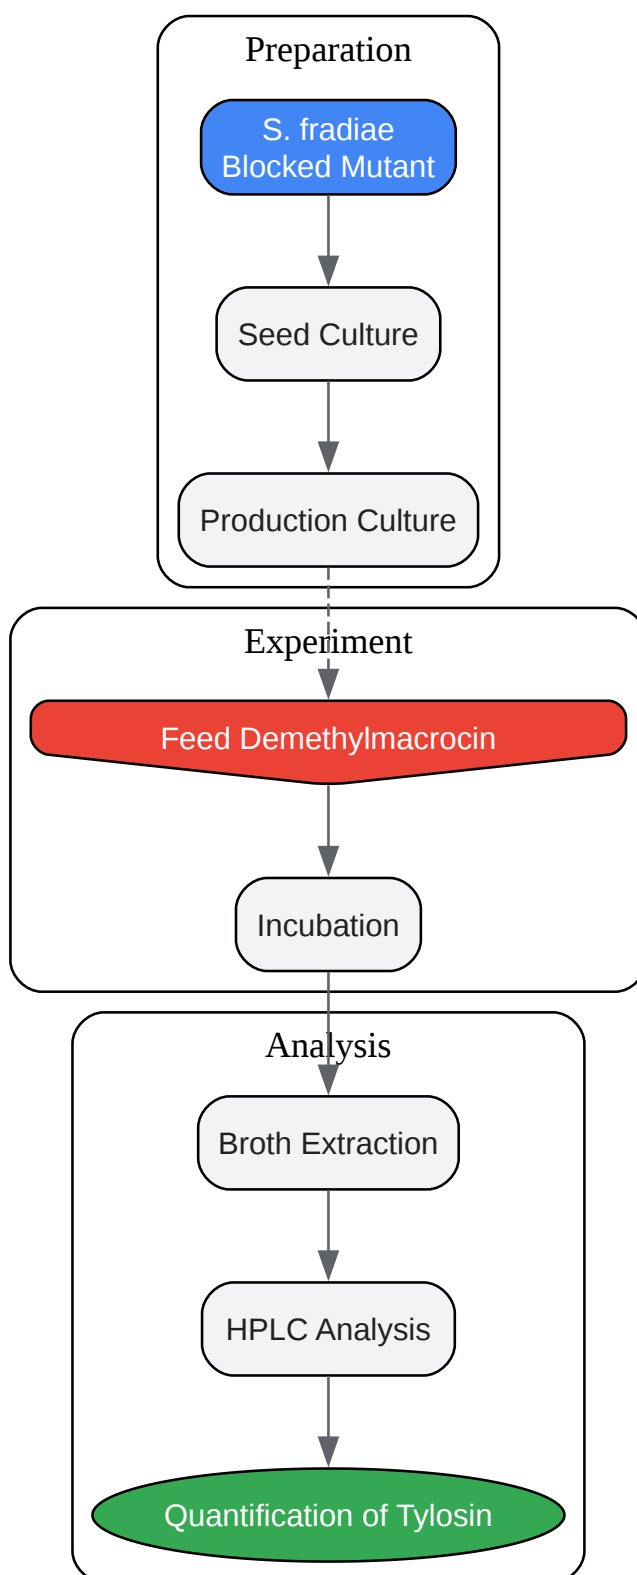 Preparation
S. fradiae
Blocked Mutant
Seed Culture
Production Culture
Experiment
Feed Demethylmacrocin
Incubation
Analysis
Broth Extraction
HPLC Analysis
Quantification of Tylosin